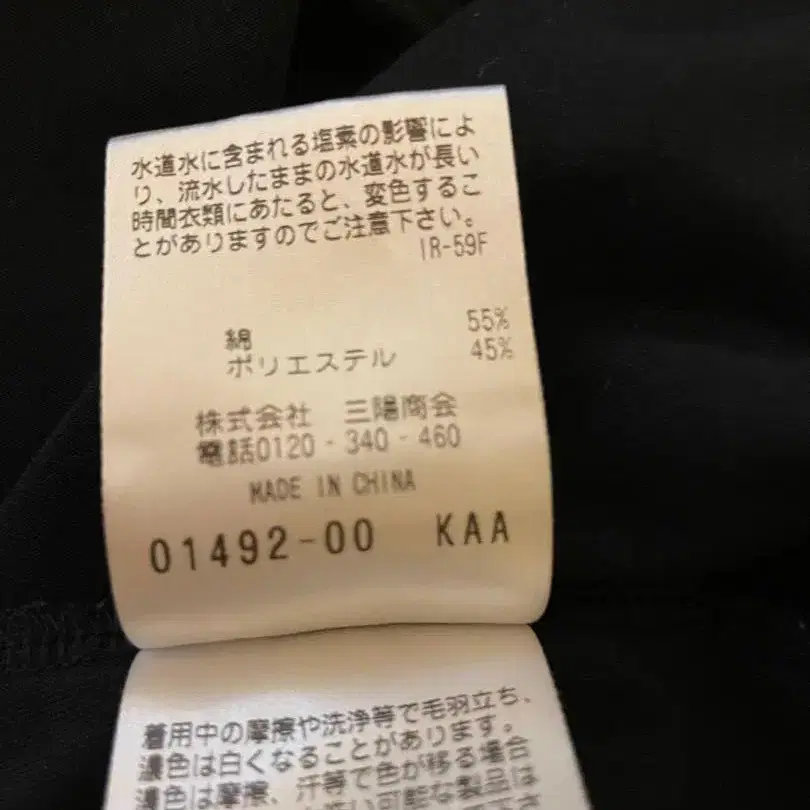 水道水に含まれる塩素の影響によ
り、流水したままの水道水が長い
時間衣類にあたると、変色するこ
とがありますのでご注意下さい。
IR-59F
綿 55%
ポリエステル 45%
株式会社 三陽商会
電話0120-340-460
MADE IN CHINA
01492-00 KAA
着用中の摩擦や洗浄等で毛羽立ち、
濃色は白くなることがあります。
濃色は摩擦、汗等で色が移る場合
可能な製品は